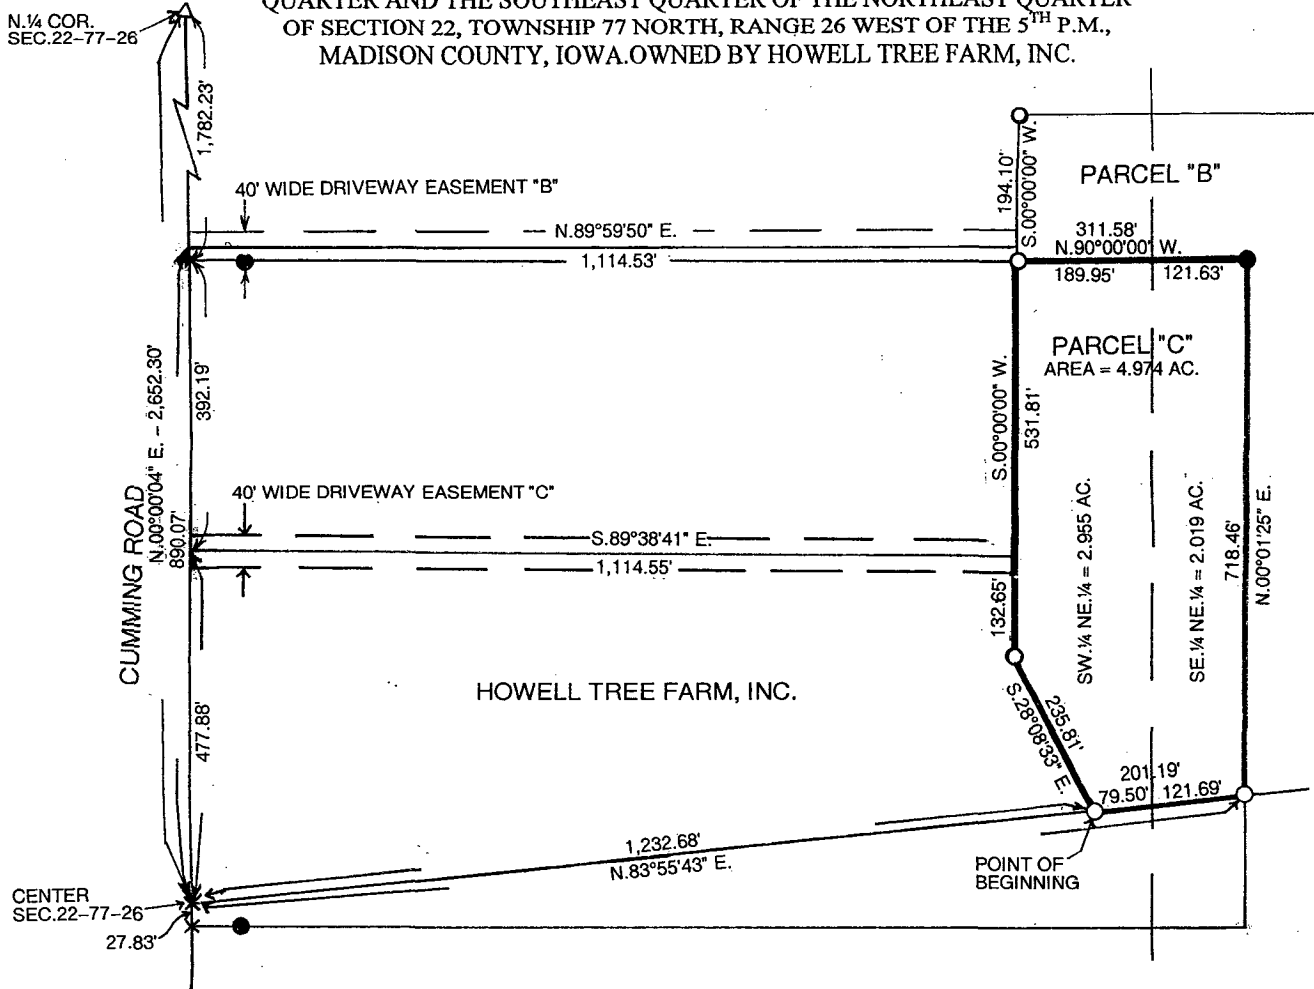 QUARTER AND THE SOUTHEAST QUARTER OF THE NORTHEAST QUARTER
OF SECTION 22, TOWNSHIP 77 NORTH, RANGE 26 WEST OF THE 5TH P.M.,
MADISON COUNTY, IOWA.OWNED BY HOWELL TREE FARM, INC.
N.¼ COR.
SEC.22–77–26
1,782.23'
40' WIDE DRIVEWAY EASEMENT "B"
N.89°59'50" E.
1,114.53'
194.10'
S.00°00'00" W.
PARCEL "B"
311.58'
N.90°00'00" W.
189.95'
121.63'
PARCEL "C"
AREA = 4.974 AC.
CUMMING ROAD
N.00°00'04" E. – 2,652.30'
890.07'
392.19'
40' WIDE DRIVEWAY EASEMENT "C"
S.89°38'41" E.
1,114.55'
S.00°00'00" W.
531.81'
132.65'
SW.¼ NE.¼ = 2.955 AC.
SE.¼ NE.¼ = 2.019 AC.
718.46'
N.00°01'25" E.
477.88'
HOWELL TREE FARM, INC.
235.81'
S.28°08'33" E.
201.19'
79.50'
121.69'
1,232.68'
N.83°55'43" E.
POINT OF
BEGINNING
CENTER
SEC.22–77–26
27.83'